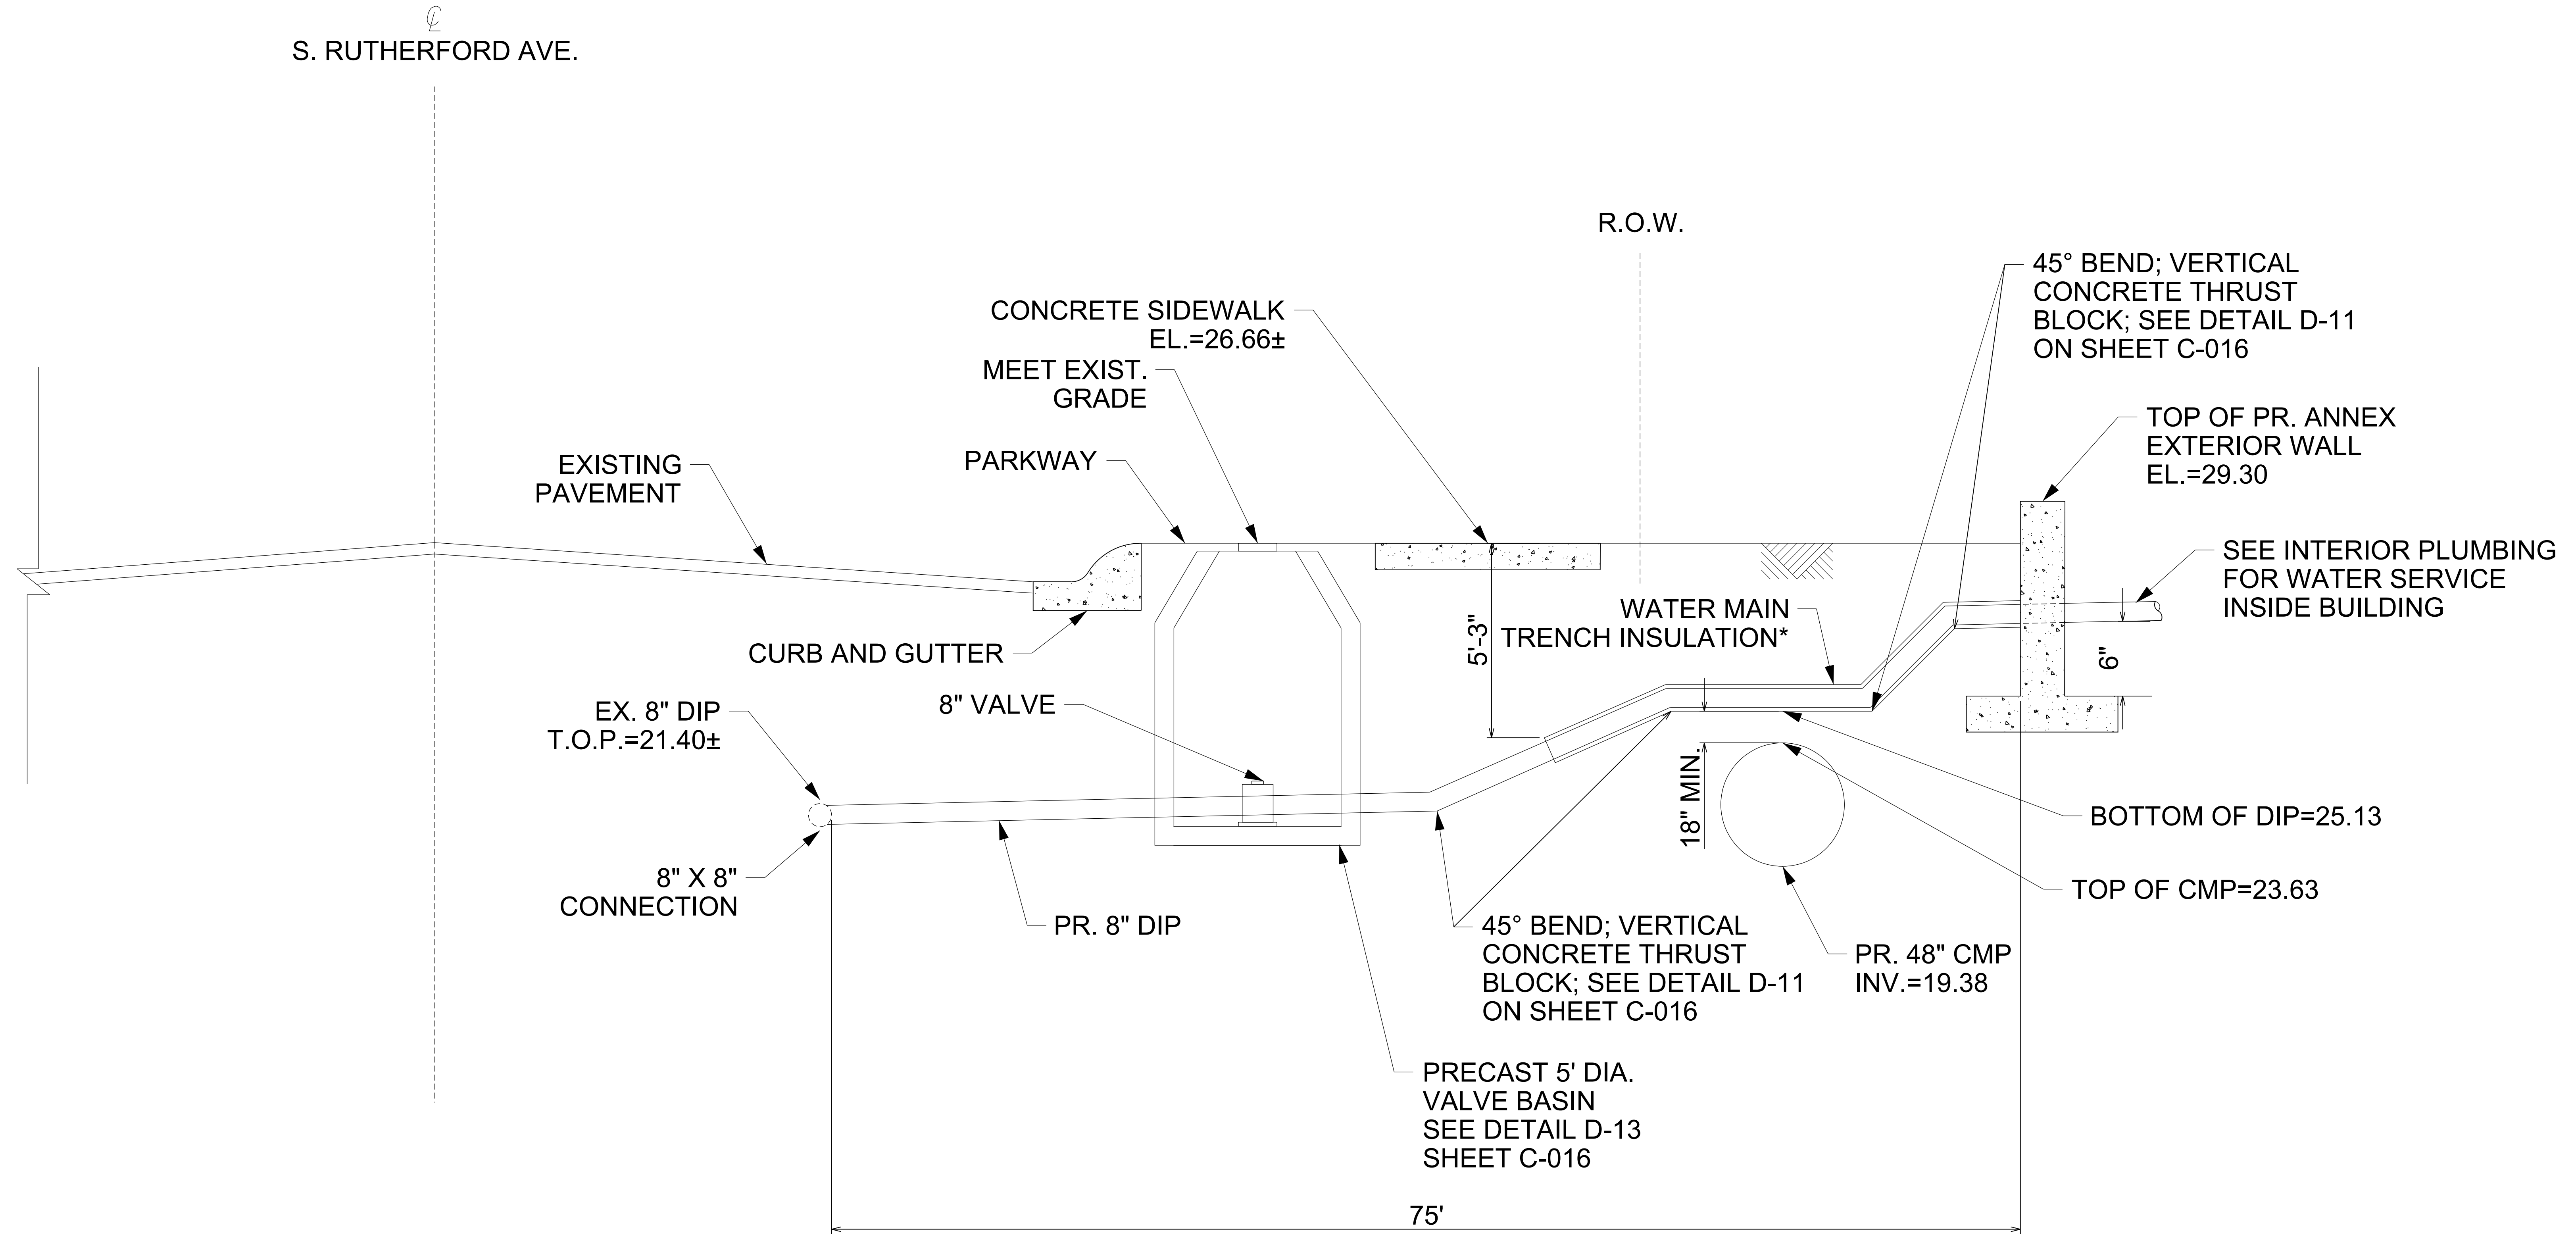 ℄
S. RUTHERFORD AVE.
R.O.W.
CONCRETE SIDEWALK
EL.=26.66±
MEET EXIST.
GRADE
PARKWAY
EXISTING
PAVEMENT
CURB AND GUTTER
45° BEND; VERTICAL
CONCRETE THRUST
BLOCK; SEE DETAIL D-11
ON SHEET C-016
TOP OF PR. ANNEX
EXTERIOR WALL
EL.=29.30
SEE INTERIOR PLUMBING
FOR WATER SERVICE
INSIDE BUILDING
WATER MAIN
TRENCH INSULATION*
5'-3"
6"
EX. 8" DIP
T.O.P.=21.40±
8" VALVE
18" MIN.
8" X 8"
CONNECTION
PR. 8" DIP
BOTTOM OF DIP=25.13
TOP OF CMP=23.63
45° BEND; VERTICAL
CONCRETE THRUST
BLOCK; SEE DETAIL D-11
ON SHEET C-016
PR. 48" CMP
INV.=19.38
PRECAST 5' DIA.
VALVE BASIN
SEE DETAIL D-13
SHEET C-016
75'